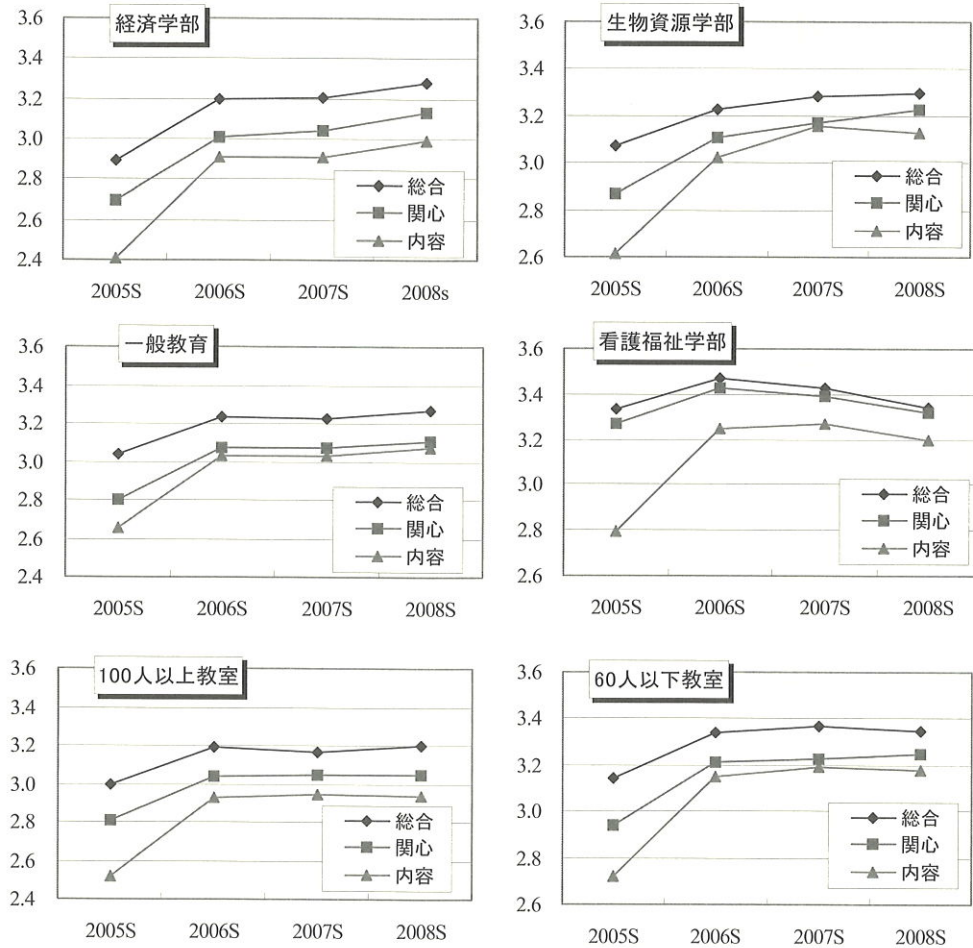 経済学部
3.6
3.4
3.2
3.0
2.8
2.6
2.4
総合
関心
内容
2005S
2006S
2007S
2008s
生物資源学部
3.6
3.4
3.2
3.0
2.8
2.6
総合
関心
内容
2005S
2006S
2007S
2008S
一般教育
3.6
3.4
3.2
3.0
2.8
2.6
2.4
総合
関心
内容
2005S
2006S
2007S
2008S
看護福祉学部
3.6
3.4
3.2
3.0
2.8
2.6
総合
関心
内容
2005S
2006S
2007S
2008S
100人以上教室
3.6
3.4
3.2
3.0
2.8
2.6
2.4
総合
関心
内容
2005S
2006S
2007S
2008S
60人以下教室
3.6
3.4
3.2
3.0
2.8
2.6
総合
関心
内容
2005S
2006S
2007S
2008S